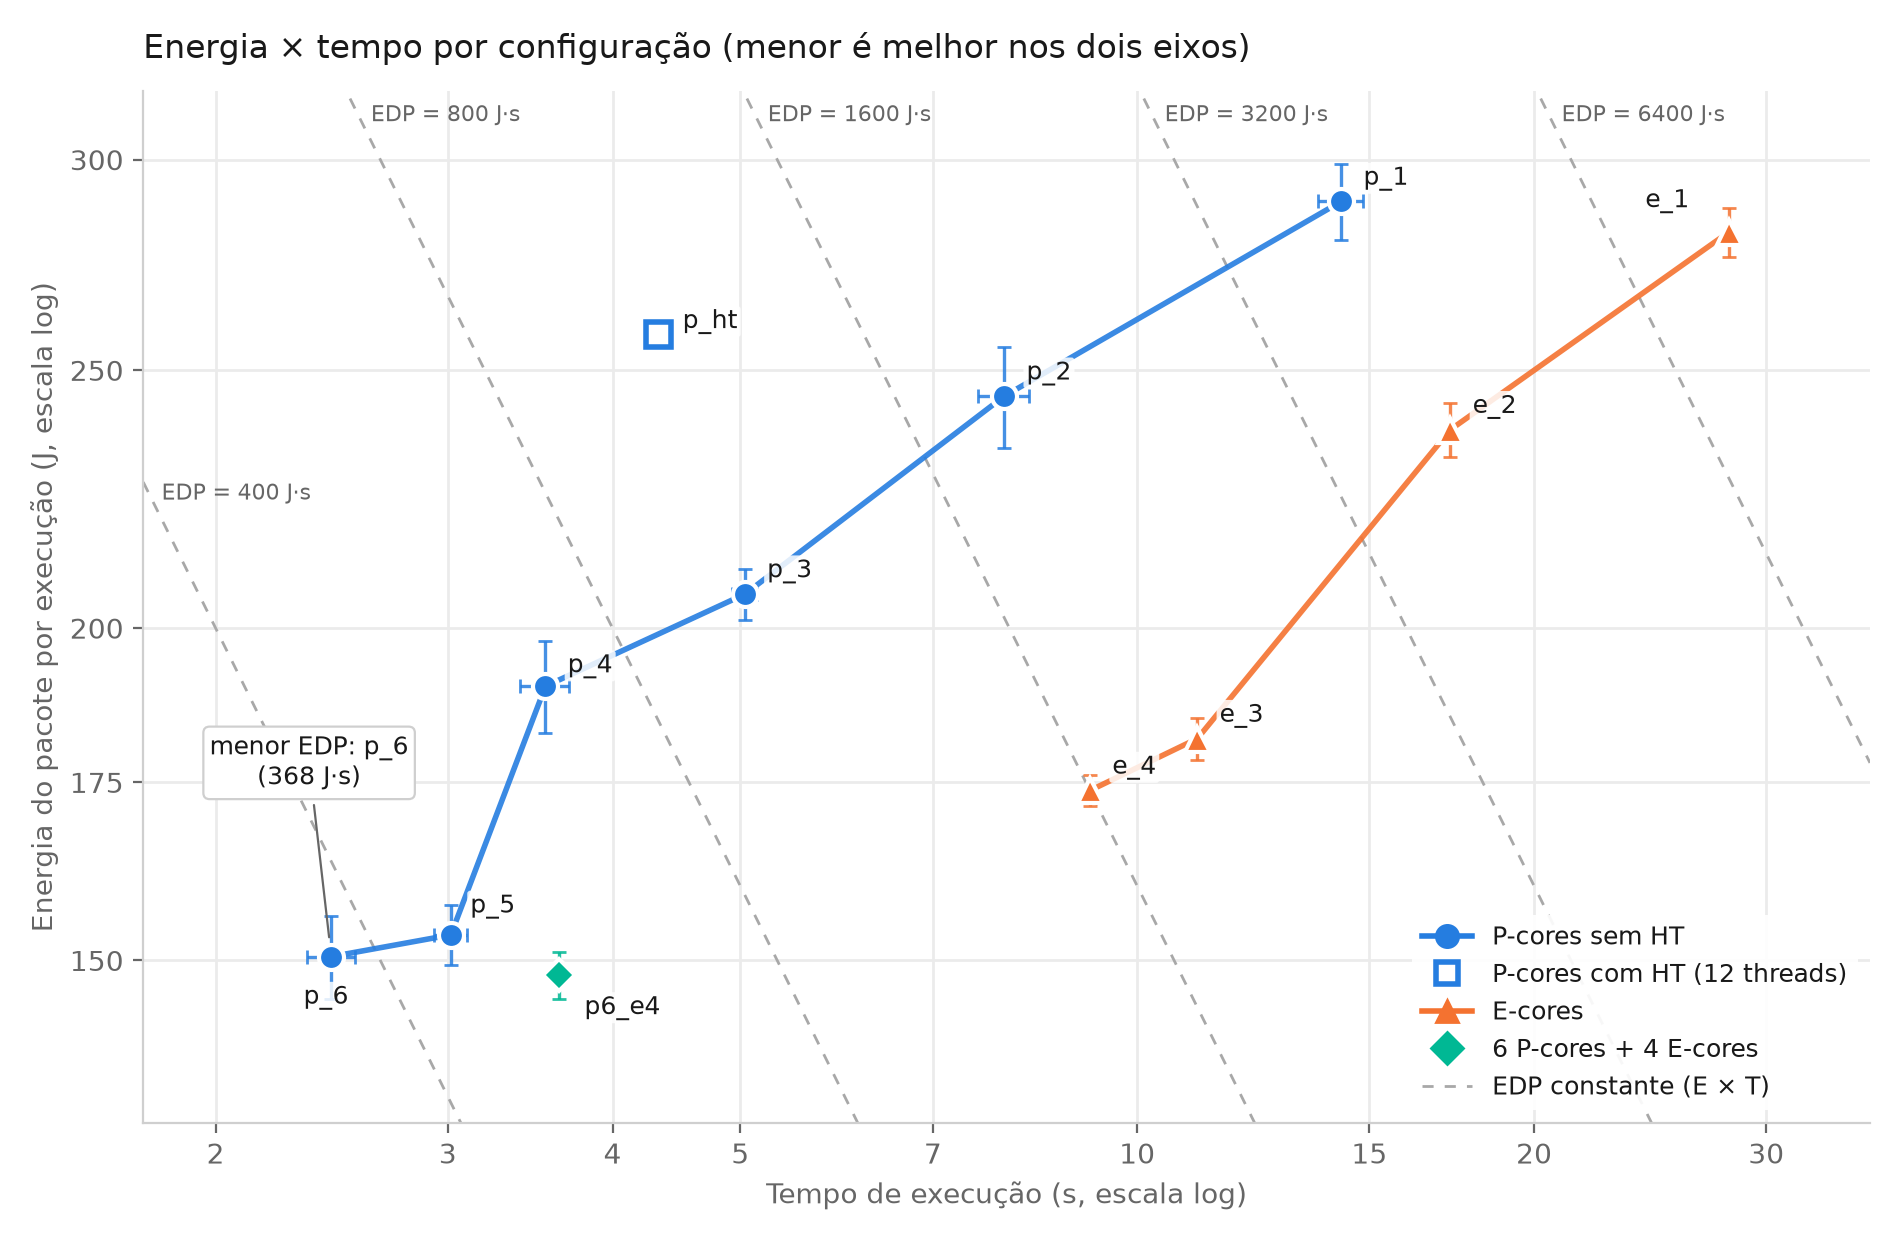 Energia × tempo por configuração (menor é melhor nos dois eixos)
EDP = 800 J·s
EDP = 1600 J·s
EDP = 3200 J·s
EDP = 6400 J·s
300
p_1
e_1
p_ht
250
p_2
e_2
EDP = 400 J·s
p_3
200
p_4
e_3
menor EDP: p_6
(368 J·s)
e_4
175
p_5
150
p_6
p6_e4
Energia do pacote por execução (J, escala log)
P-cores sem HT
P-cores com HT (12 threads)
E-cores
6 P-cores + 4 E-cores
EDP constante (E × T)
2
3
4
5
7
10
15
20
30
Tempo de execução (s, escala log)